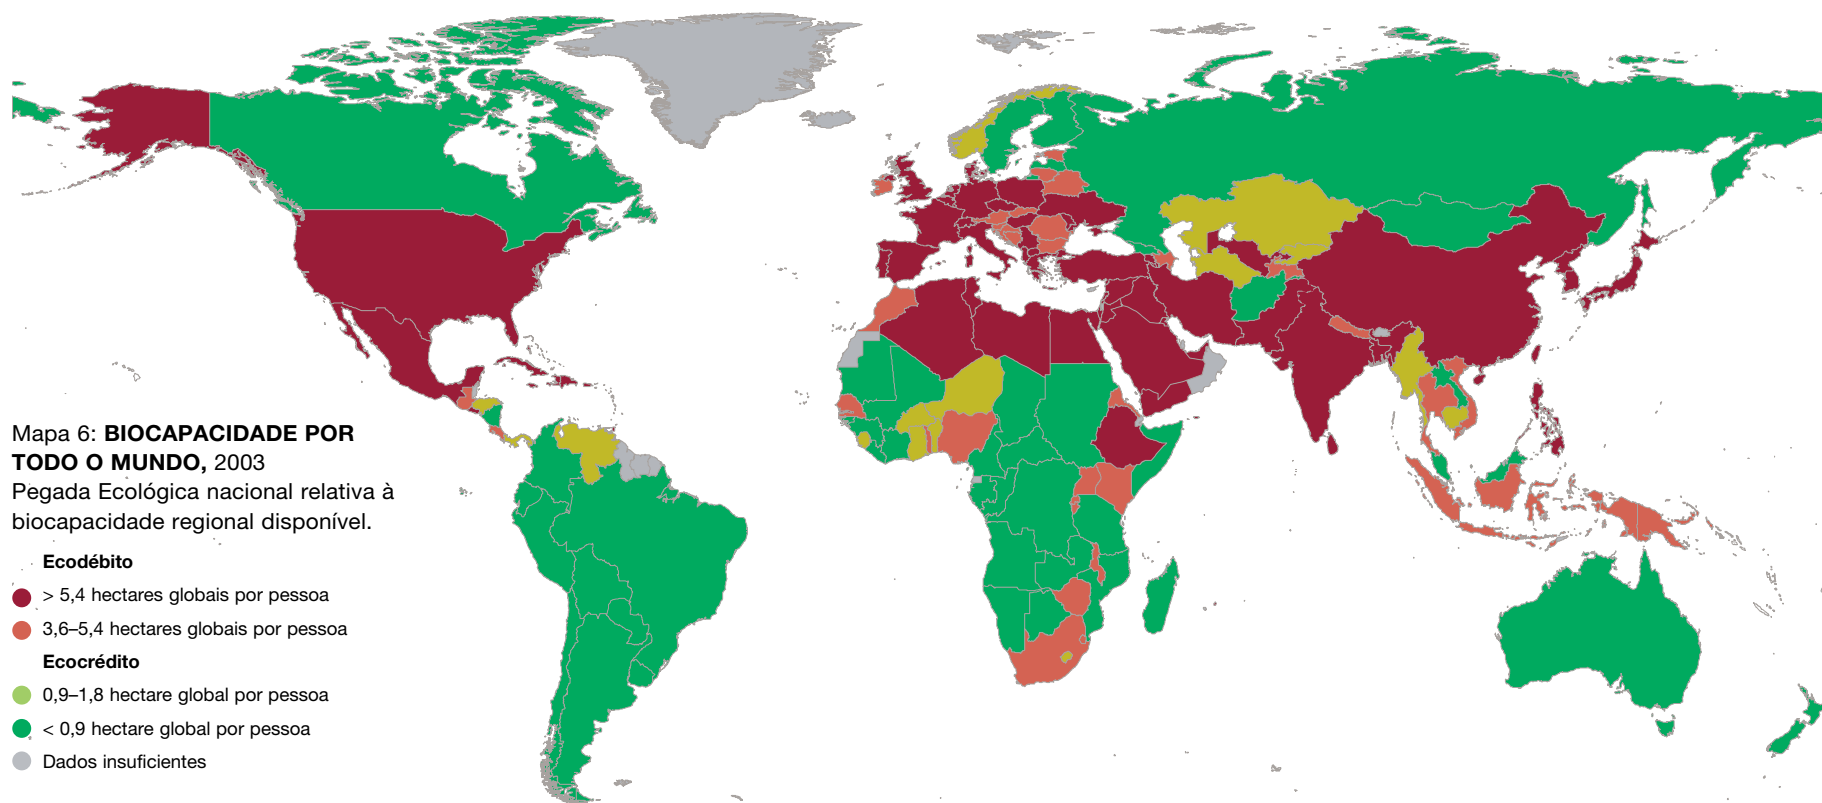 Mapa 6: BIOCAPACIDADE POR
TODO O MUNDO, 2003
Pegada Ecológica nacional relativa à
biocapacidade regional disponível.
Ecodébito
> 5,4 hectares globais por pessoa
3,6–5,4 hectares globais por pessoa
Ecocrédito
0,9–1,8 hectare global por pessoa
< 0,9 hectare global por pessoa
Dados insuficientes